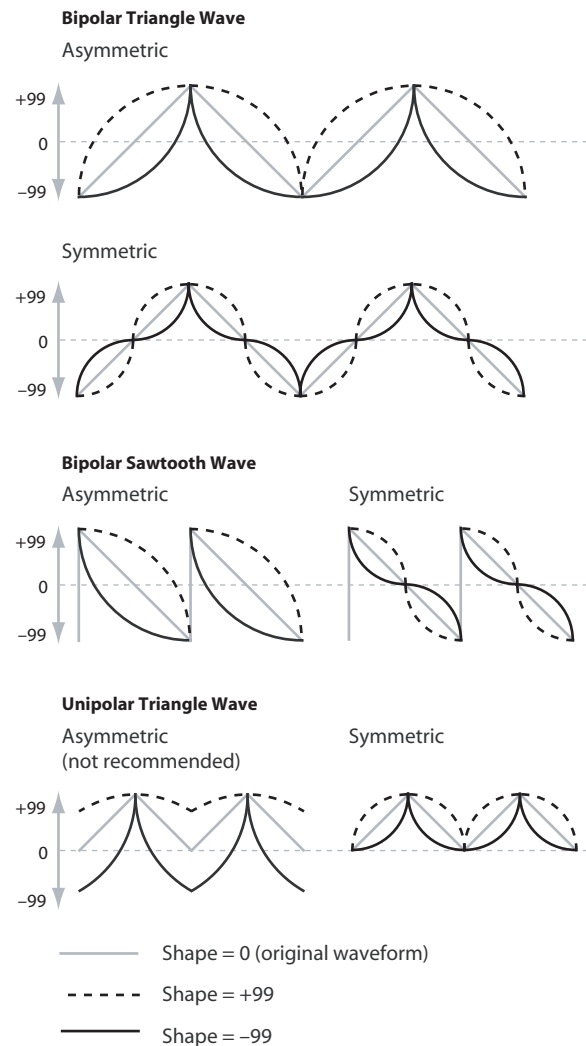 Bipolar Triangle Wave
Asymmetric
+99
0
–99
Symmetric
+99
0
–99
Bipolar Sawtooth Wave
Asymmetric
Symmetric
+99
0
–99
Unipolar Triangle Wave
Asymmetric
(not recommended)
Symmetric
+99
0
–99
Shape = 0 (original waveform)
Shape = +99
Shape = –99